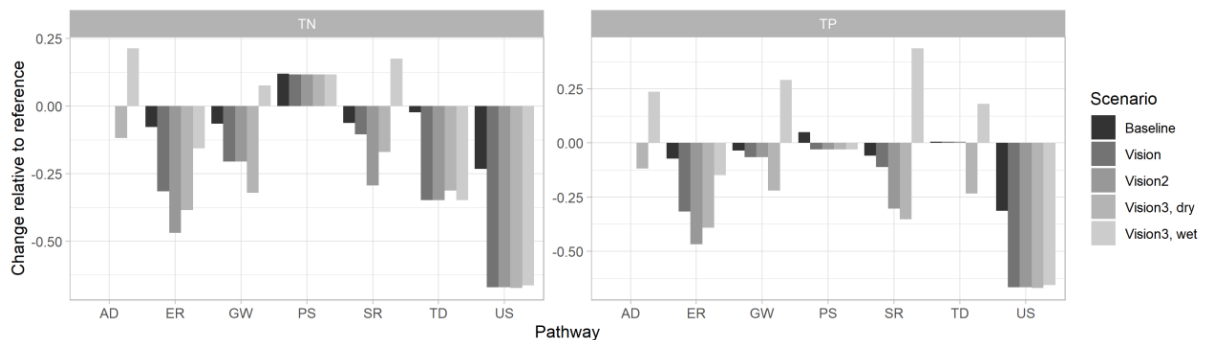 TN
TP
Change relative to reference
0.25
0.00
-0.25
-0.50
0.25
0.00
-0.25
-0.50
AD ER GW PS SR TD US
AD ER GW PS SR TD US
Pathway
Scenario
Baseline
Vision
Vision2
Vision3, dry
Vision3, wet